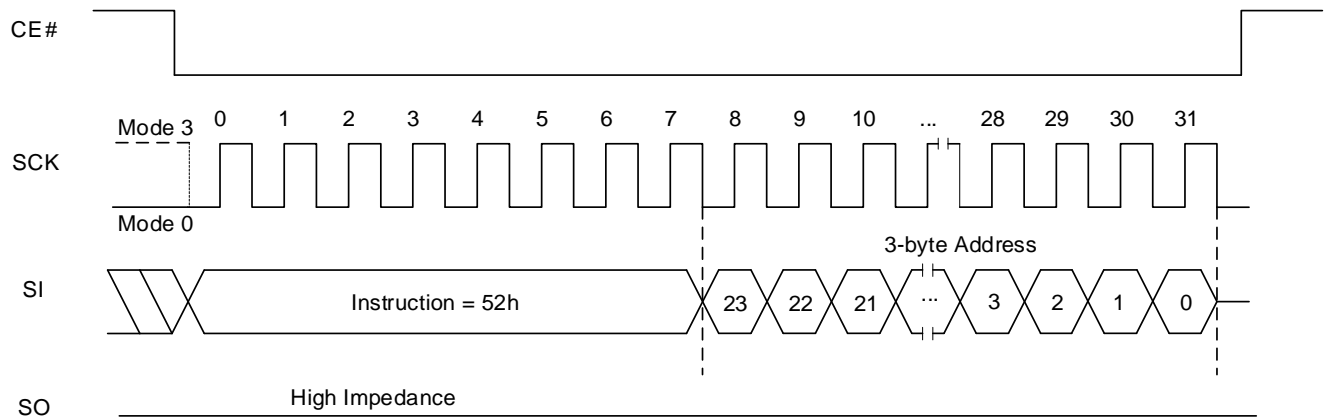 CE#
0 1 2 3 4 5 6 7 8 9 10 ... 28 29 30 31
Mode 3
SCK
Mode 0
3-byte Address
SI
Instruction = 52h 23 22 21 ... 3 2 1 0
High Impedance
SO